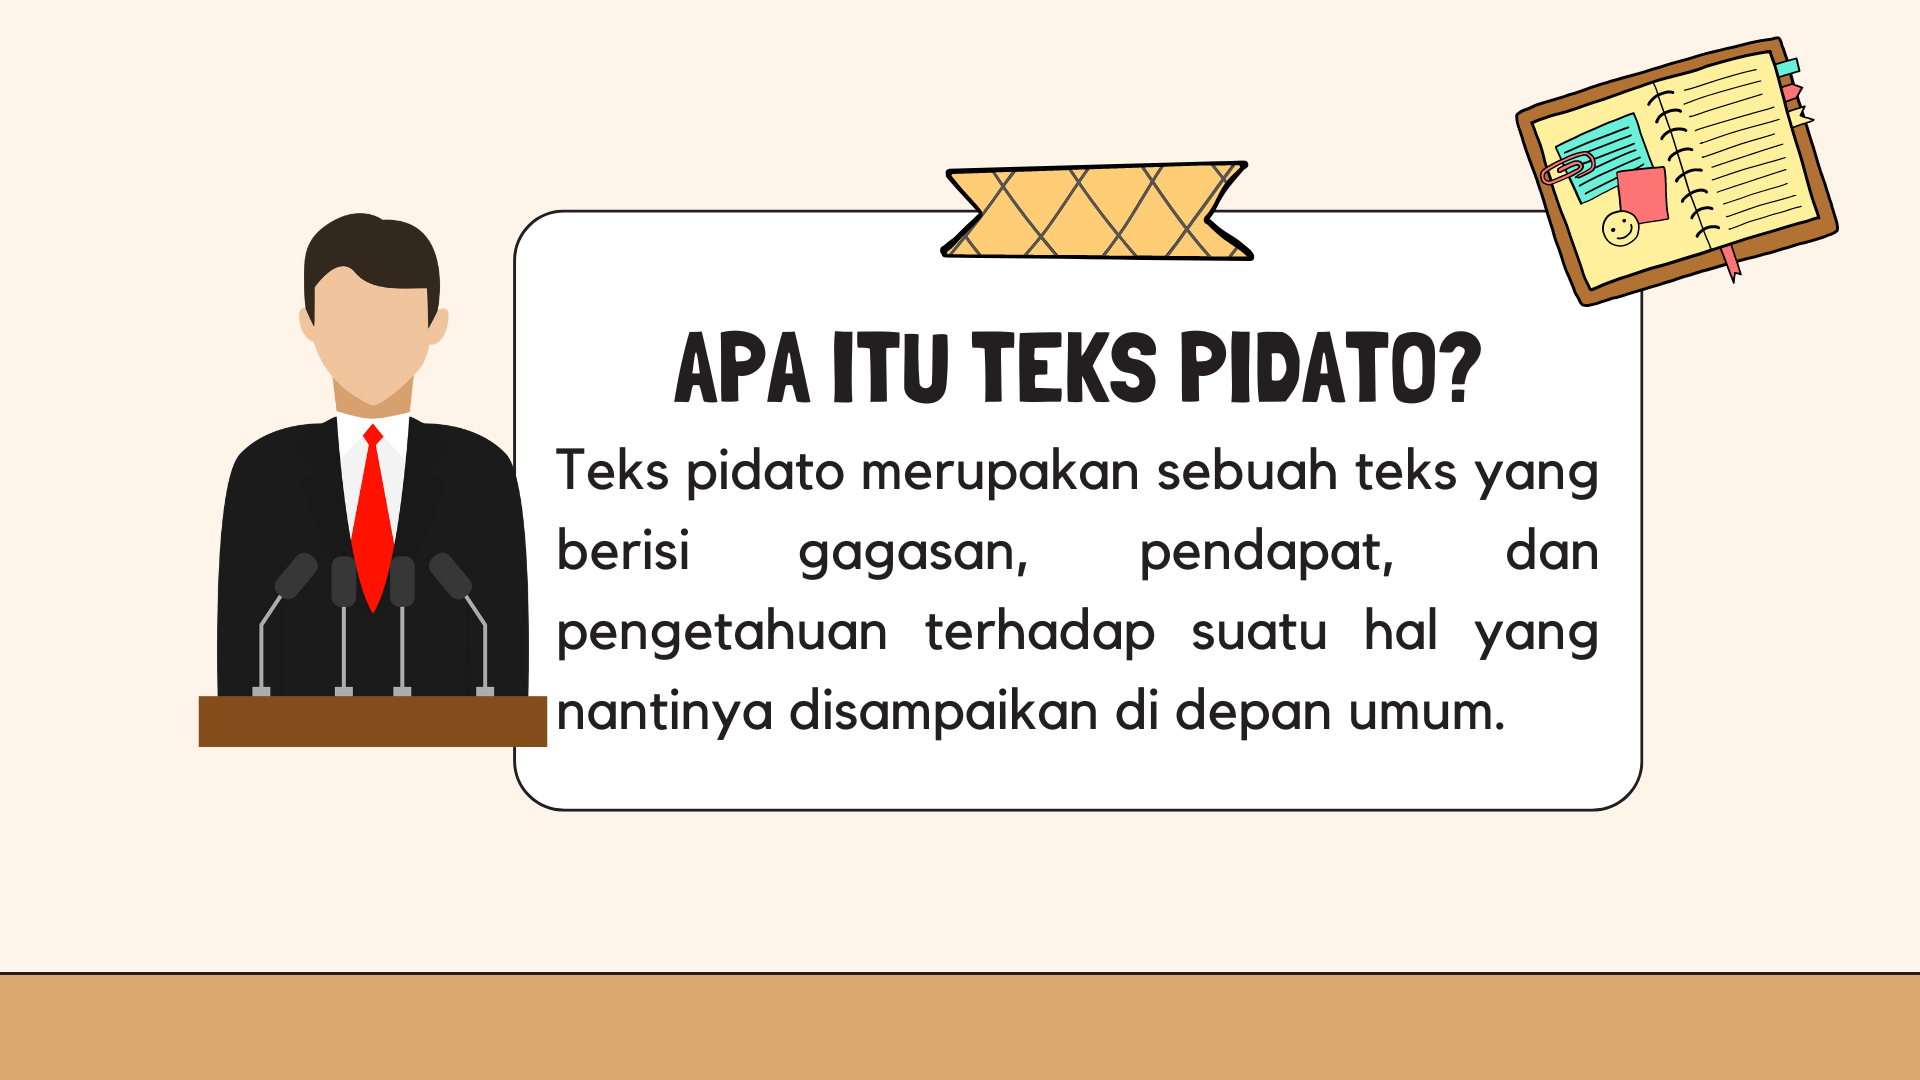 APA ITU TEKS PIDATO?
Teks pidato merupakan sebuah teks yang
berisi gagasan, pendapat, dan
pengetahuan terhadap suatu hal yang
nantinya disampaikan di depan umum.